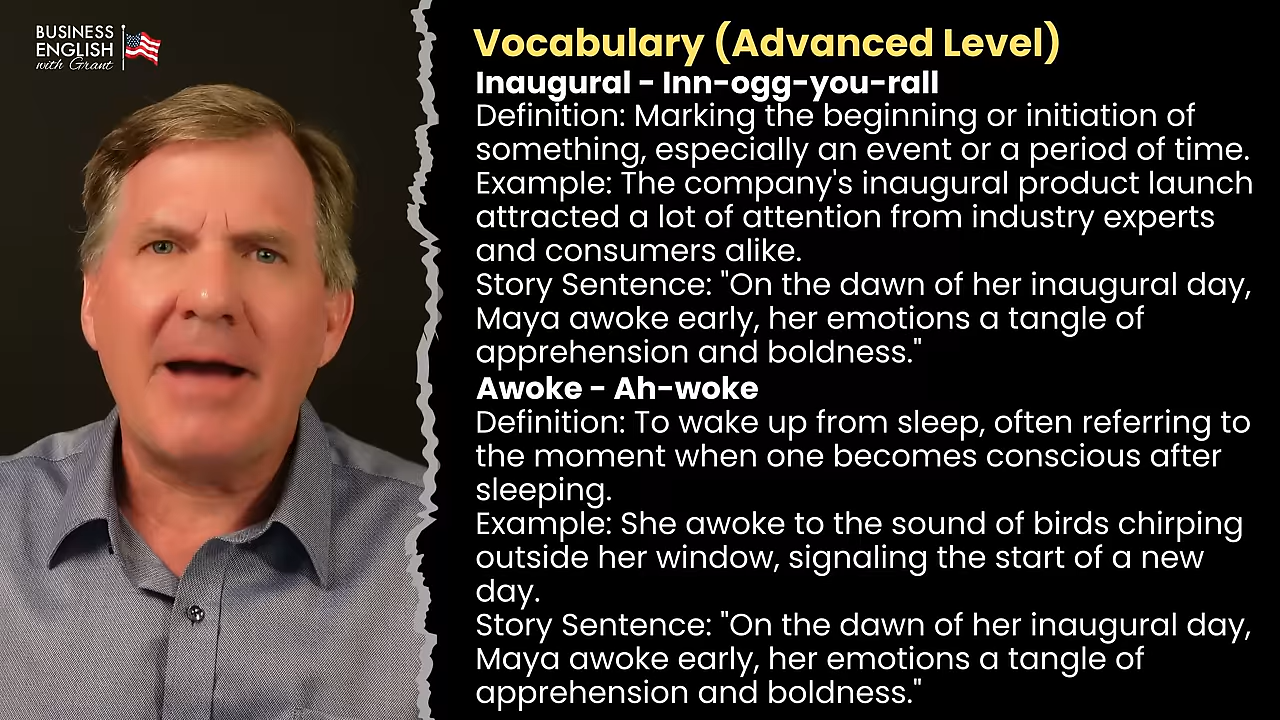 BUSINESS
ENGLISH
with Grant
Vocabulary (Advanced Level)
Inaugural - Inn-ogg-you-rall
Definition: Marking the beginning or initiation of
something, especially an event or a period of time.
Example: The company's inaugural product launch
attracted a lot of attention from industry experts
and consumers alike.
Story Sentence: "On the dawn of her inaugural day,
Maya awoke early, her emotions a tangle of
apprehension and boldness."
Awoke - Ah-woke
Definition: To wake up from sleep, often referring to
the moment when one becomes conscious after
sleeping.
Example: She awoke to the sound of birds chirping
outside her window, signaling the start of a new
day.
Story Sentence: "On the dawn of her inaugural day,
Maya awoke early, her emotions a tangle of
apprehension and boldness."